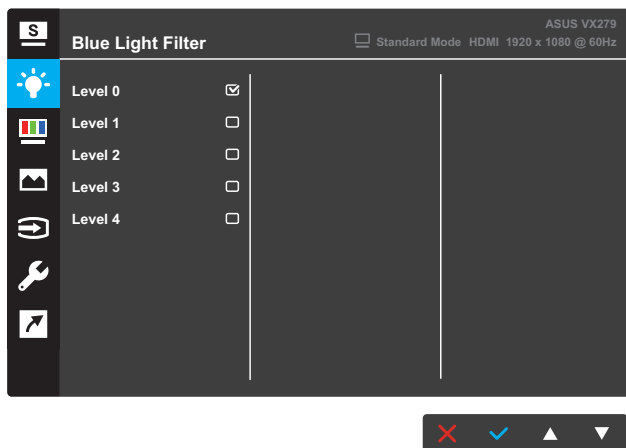 S
ASUS VX279
Blue Light Filter
Standard Mode HDMI 1920 x 1080 @ 60Hz
Level 0
Level 1
Level 2
Level 3
Level 4